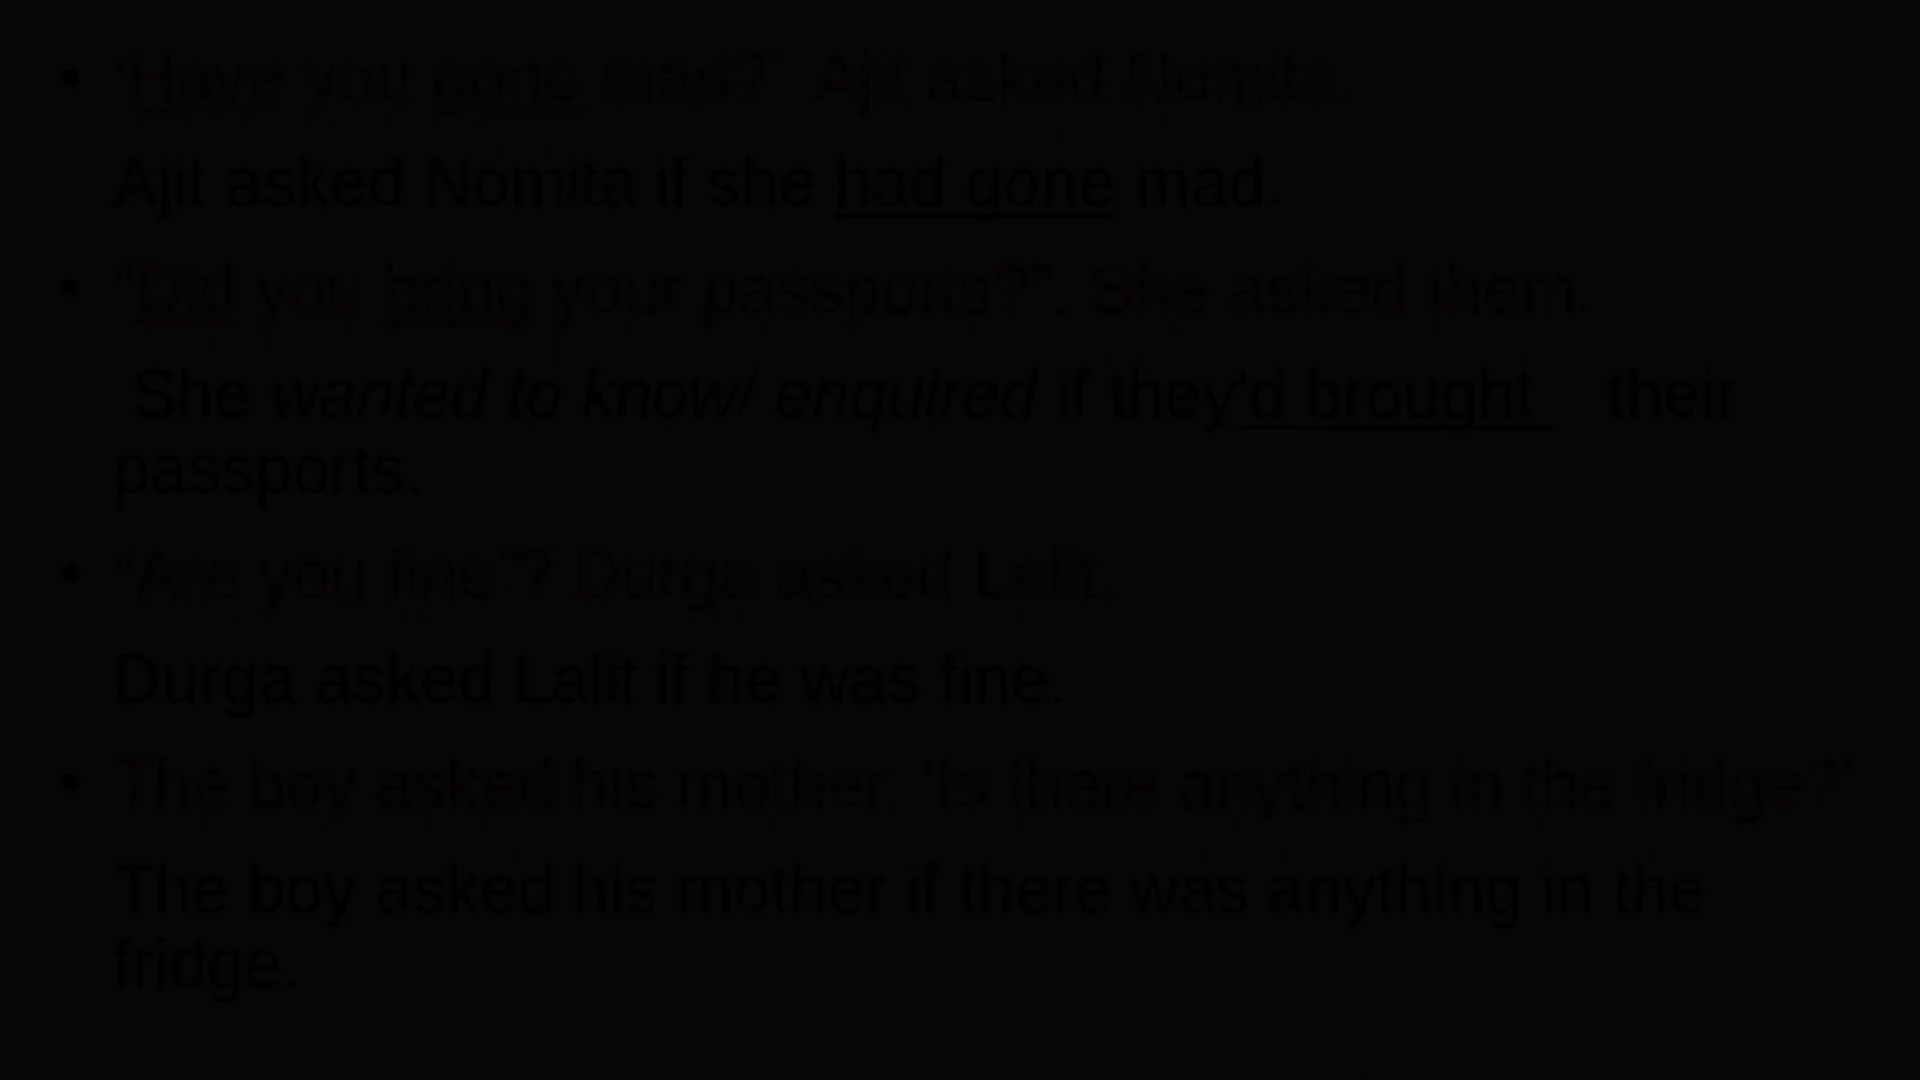 • 'Have you gone mad?' Ajit asked Nomita.
Ajit asked Nomita if she had gone mad.
• "Did you bring your passports?". She asked them.
She wanted to know/ enquired if they'd brought their
passports.
• "Are you fine"? Durga asked Lalit.
Durga asked Lalit if he was fine.
• The boy asked his mother, 'Is there anything in the fridge?'
The boy asked his mother if there was anything in the
fridge.